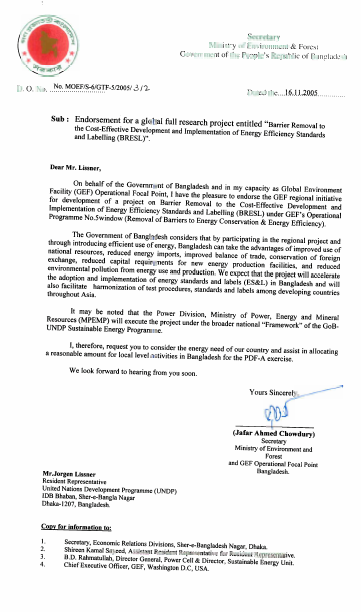 Secretary
Ministry of Environment & Forest
Government of the People's Republic of Bangladesh
D. O. No. No. MOEF/S-6/GTF-5/2005/312
Dated the 16.11.2005
Sub : Endorsement for a global full research project entitled "Barrier Removal to
the Cost-Effective Development and Implementation of Energy Efficiency Standards
and Labelling (BRESL)".
Dear Mr. Lissner,
On behalf of the Government of Bangladesh and in my capacity as Global Environment
Facility (GEF) Operational Focal Point, I have the pleasure to endorse the GEF regional initiative
for development of a project on Barrier Removal to the Cost-Effective Development and
Implementation of Energy Efficiency Standards and Labelling (BRESL) under GEF's Operational
Programme No.5window (Removal of Barriers to Energy Conservation & Energy Efficiency).
The Government of Bangladesh considers that by participating in the regional project and
through introducing efficient use of energy, Bangladesh can take the advantages of improved use of
national resources, reduced energy imports, improved balance of trade, conservation of foreign
exchange, reduced capital requirements for new energy production facilities, and reduced
environmental pollution from energy use and production. We expect that the project will accelerate
the adoption and implementation of energy standards and labels (ES&L) in Bangladesh and will
also facilitate harmonization of test procedures, standards and labels among developing countries
throughout Asia.
It may be noted that the Power Division, Ministry of Power, Energy and Mineral
Resources (MPEMP) will execute the project under the broader national "Framework" of the GoB-
UNDP Sustainable Energy Programme.
I, therefore, request you to consider the energy need of our country and assist in allocating
a reasonable amount for local level activities in Bangladesh for the PDF-A exercise.
We look forward to hearing from you soon.
Yours Sincerely,
(Jafar Ahmed Chowdury)
Secretary
Ministry of Environment and
Forest
and GEF Operational Focal Point
Bangladesh.
Mr.Jorgen Lissner
Resident Representative
United Nations Development Programme (UNDP)
IDB Bhaban, Sher-e-Bangla Nagar
Dhaka-1207, Bangladesh.
Copy for information to:
1. Secretary, Economic Relations Divisions, Sher-e-Bangladesh Nagar, Dhaka.
2. Shireen Kamal Sayeed, Assistant Resident Representative for Resident Representative.
3. B.D. Rahmatullah, Director General, Power Cell & Director, Sustainable Energy Unit.
4. Chief Executive Officer, GEF, Washington D.C, USA.